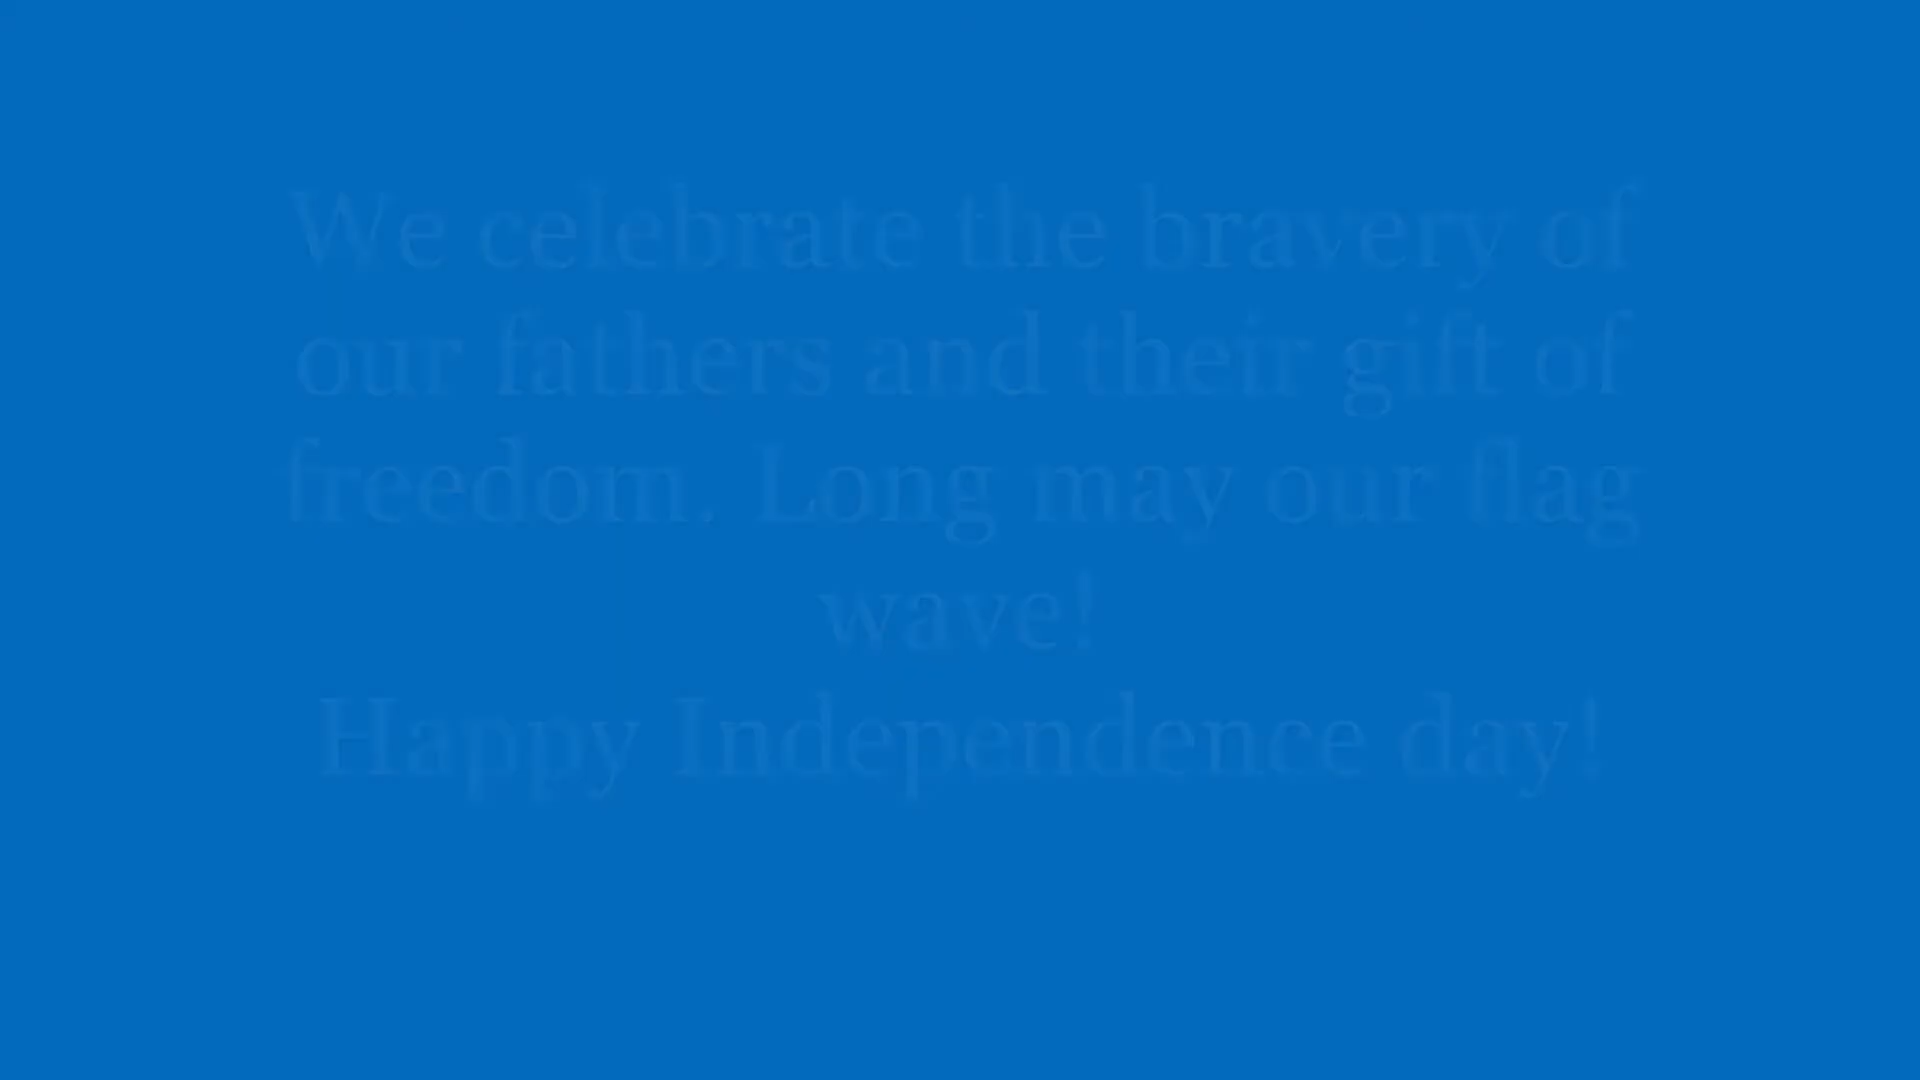 We celebrate the bravery of
our fathers and their gift of
freedom. Long may our flag
wave!
Happy Independence day!